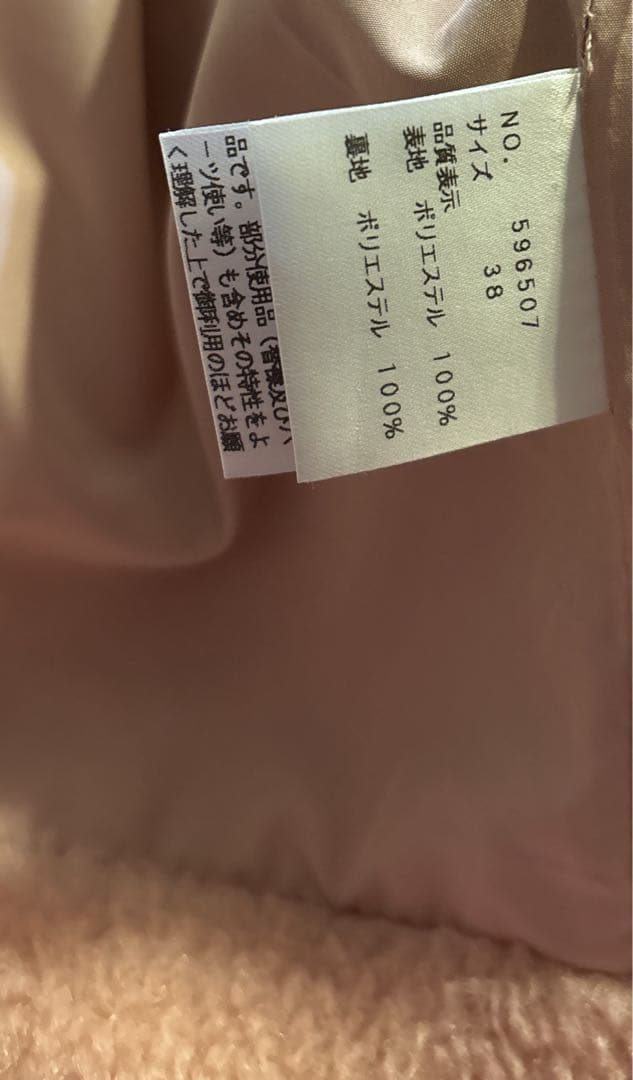 NO. 596507
サイズ 38
品質表示
表地 ポリエステル 100%
裏地 ポリエステル 100%
品です。部分使用品（
ーツ使い等）も含めその特性をよ
く理解した上で御利用のほどお願